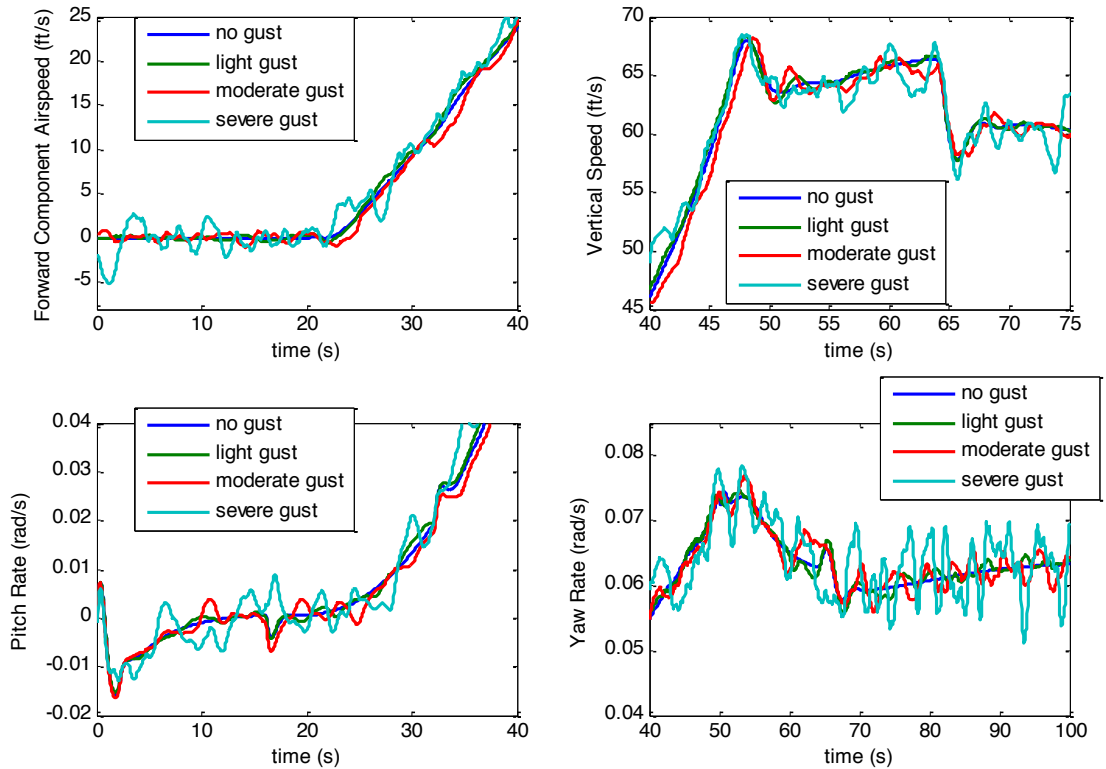 Forward Component Airspeed (ft/s)
25
20
15
10
5
0
-5
no gust
light gust
moderate gust
severe gust
0
10
20
30
40
time (s)
Vertical Speed (ft/s)
70
65
60
55
50
45
no gust
light gust
moderate gust
severe gust
40
45
50
55
60
65
70
75
time (s)
Pitch Rate (rad/s)
0.04
0.03
0.02
0.01
0
-0.01
-0.02
no gust
light gust
moderate gust
severe gust
0
10
20
30
40
time (s)
Yaw Rate (rad/s)
0.08
0.07
0.06
0.05
0.04
no gust
light gust
moderate gust
severe gust
40
50
60
70
80
90
100
time (s)